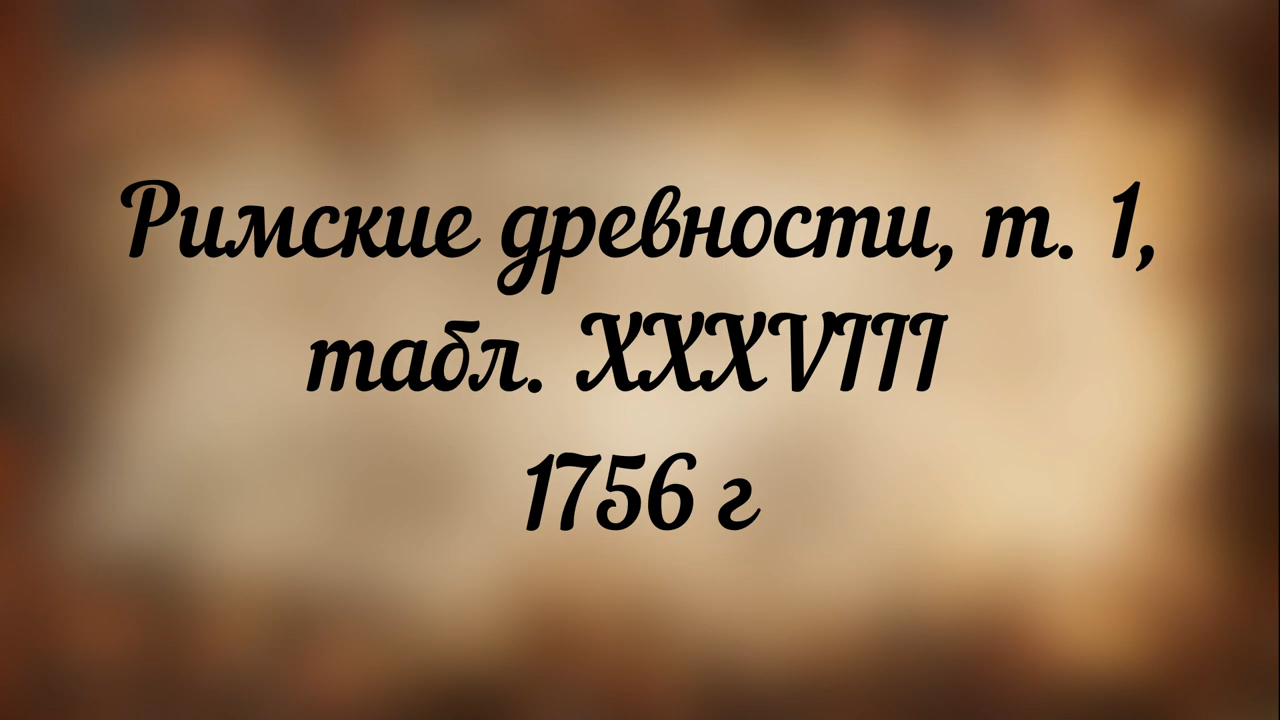 Римские древности, т. 1,
табл. XXXVIII
1756 г